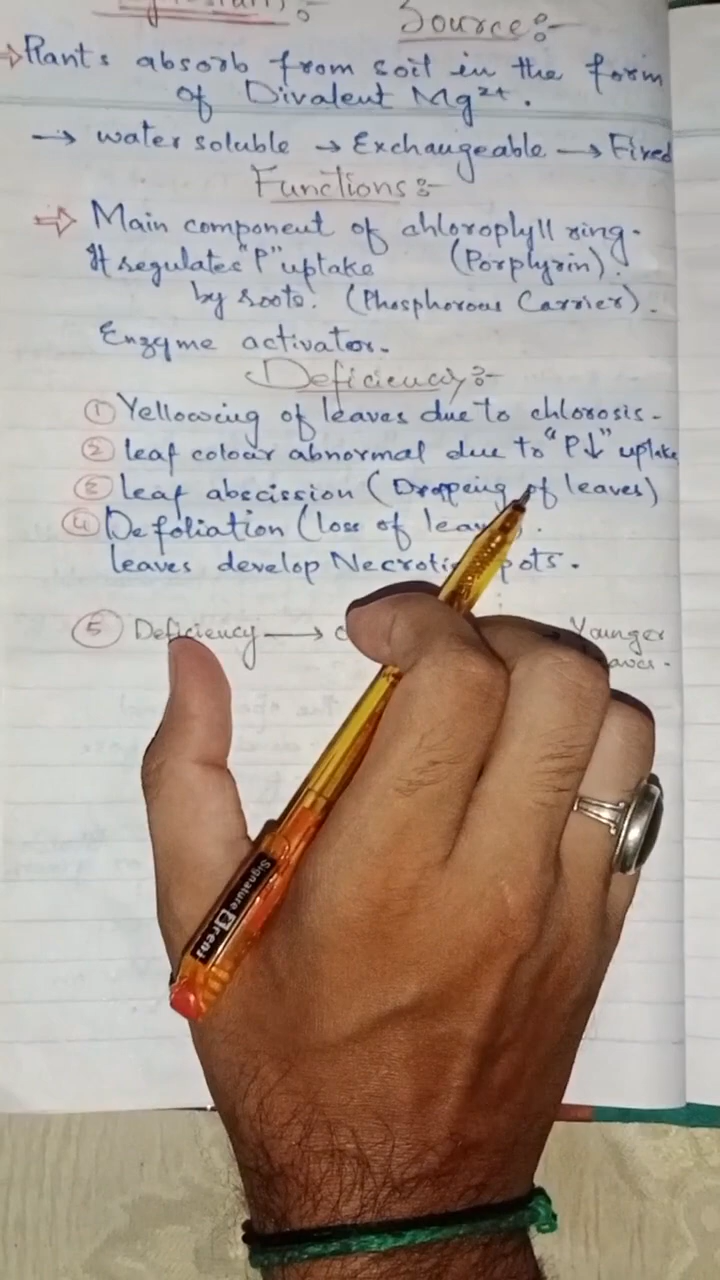 Source:-
⇒ Plants absorb from soil in the form
of Divalent Mg²⁺.
→ water soluble → Exchangeable → Fixed
Functions:-
⇒ Main component of chlorophyll ring.
It regulates "P" uptake (Porplyrin).
by roots. (Phosphorous Carrier).
Enzyme activator.
Deficiency:-
① Yellowing of leaves due to chlorosis.
② leaf colour abnormal due to "P↓" uptake
③ leaf abscission (Dropping of leaves)
④ Defoliation (loss of
leaves develop
⑤ Deficiency → Younger
Signature